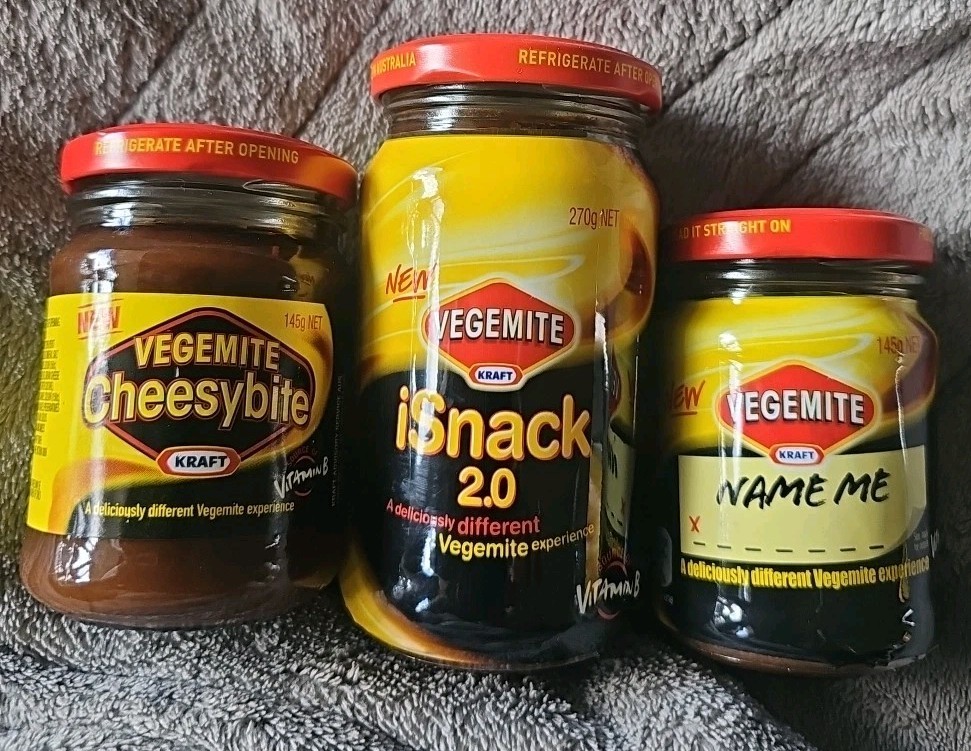 REFRIGERATE AFTER OPENING
NEW
145g NET
VEGEMITE
Cheesybite
KRAFT
VITAMIN B
A deliciously different Vegemite experience
AUSTRALIA
REFRIGERATE AFTER
270g NET
NEW
VEGEMITE
KRAFT
iSnack
2.0
A deliciously different
Vegemite experience
VITAMIN B
IT STRAIGHT ON
145g NET
NEW
VEGEMITE
KRAFT
NAME ME
X
A deliciously different Vegemite experience